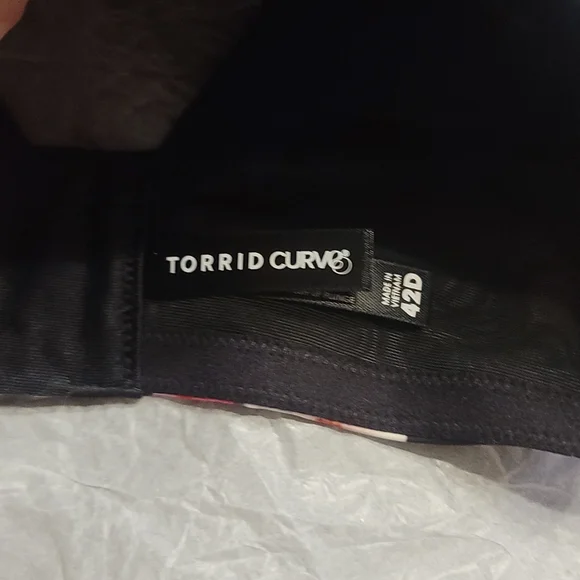 TORRID CURVE®
MADE IN
VIETNAM
42D